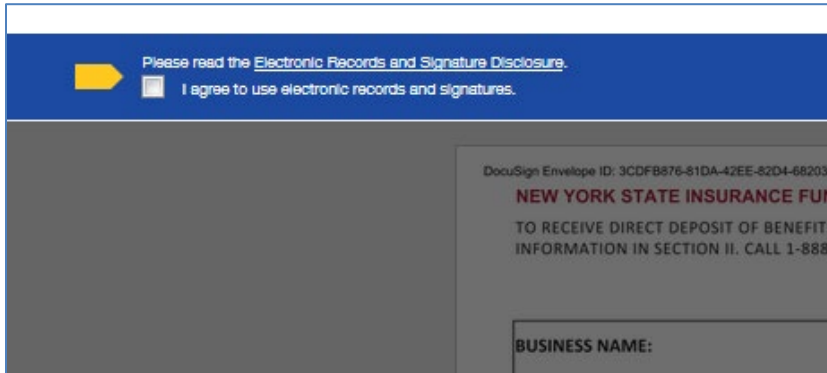 Please read the Electronic Records and Signature Disclosure.
I agree to use electronic records and signatures.
DocuSign Envelope ID: 3CDFB876-81DA-42EE-82D4-68203
NEW YORK STATE INSURANCE FU
TO RECEIVE DIRECT DEPOSIT OF BENEFIT
INFORMATION IN SECTION II. CALL 1-888
BUSINESS NAME: